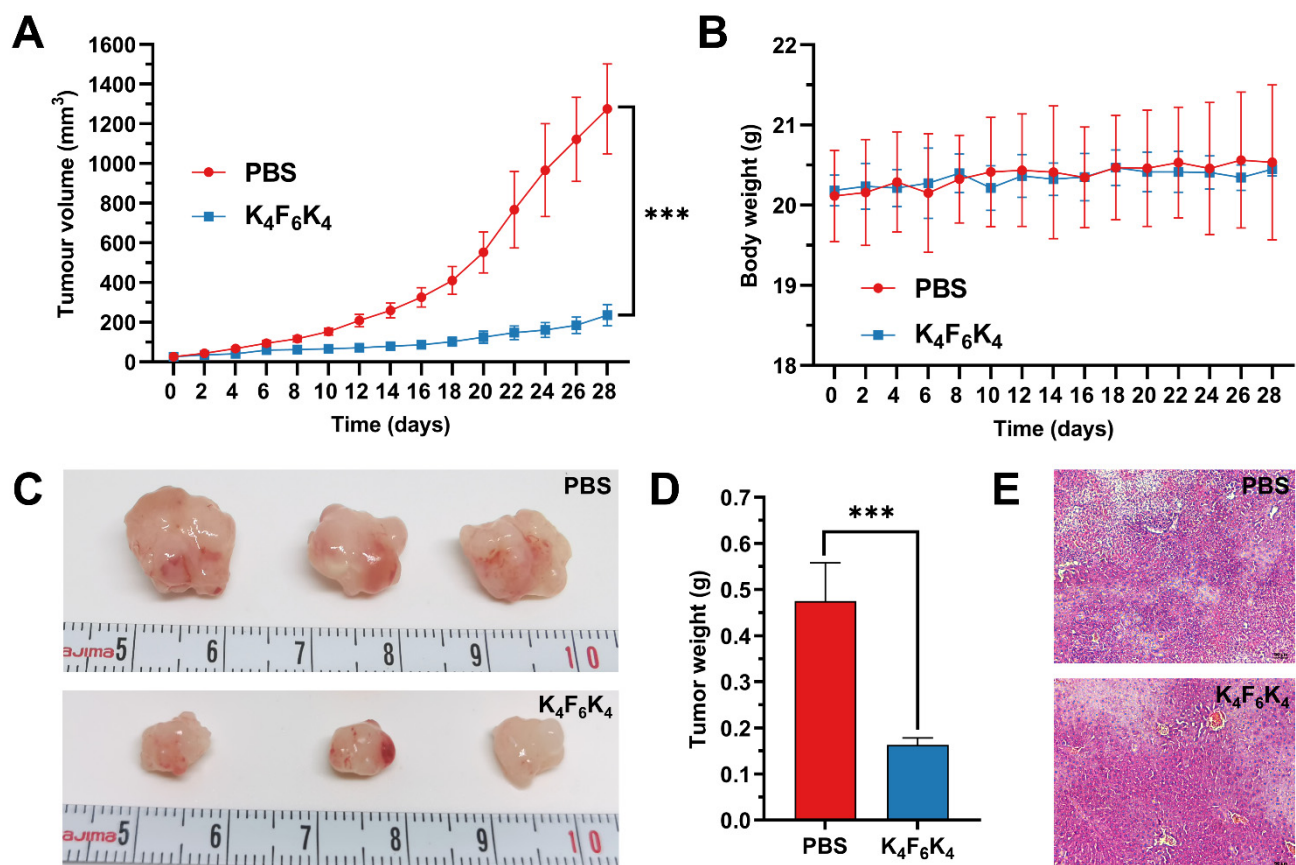 A
1600
1400
1200
1000
800
600
400
200
0
Tumour volume (mm³)
PBS
K₄F₆K₄
***
0 2 4 6 8 10 12 14 16 18 20 22 24 26 28
Time (days)
B
22
21
20
19
18
Body weight (g)
PBS
K₄F₆K₄
0 2 4 6 8 10 12 14 16 18 20 22 24 26 28
Time (days)
C
PBS
ajima 5 6 7 8 9 10
K₄F₆K₄
ajima 5 6 7 8 9 10
D
0.7
0.6
0.5
0.4
0.3
0.2
0.1
0.0
Tumor weight (g)
***
PBS K₄F₆K₄
E
PBS
K₄F₆K₄